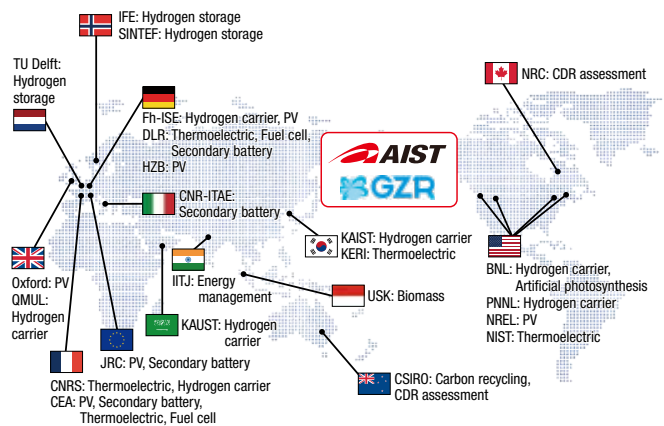 IFE: Hydrogen storage
SINTEF: Hydrogen storage
TU Delft:
Hydrogen
storage
Fh-ISE: Hydrogen carrier, PV
DLR: Thermoelectric, Fuel cell,
Secondary battery
HZB: PV
NRC: CDR assessment
AIST
GZR
CNR-ITAE:
Secondary battery
KAIST: Hydrogen carrier
KERI: Thermoelectric
Oxford: PV
QMUL:
Hydrogen
carrier
IITJ: Energy
management
USK: Biomass
BNL: Hydrogen carrier,
Artificial photosynthesis
PNNL: Hydrogen carrier
NREL: PV
NIST: Thermoelectric
KAUST: Hydrogen
carrier
JRC: PV, Secondary battery
CNRS: Thermoelectric, Hydrogen carrier
CEA: PV, Secondary battery,
Thermoelectric, Fuel cell
CSIRO: Carbon recycling,
CDR assessment